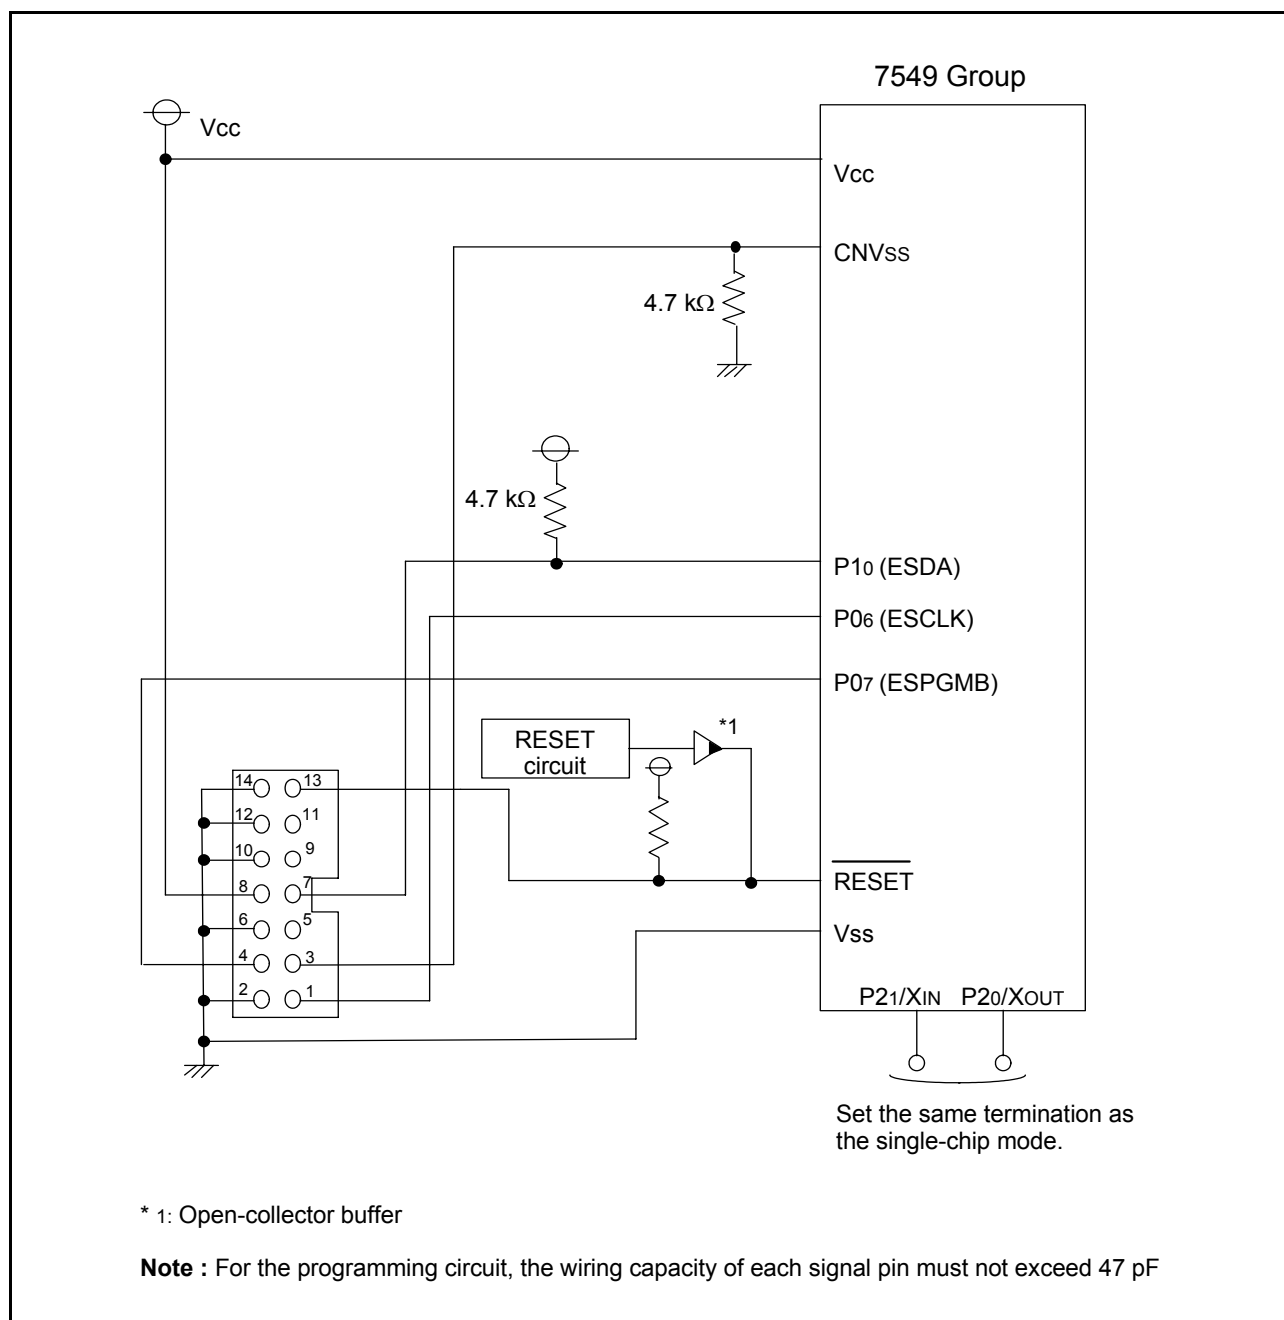 7549 Group
Vcc
Vcc
CNVSS
4.7 kΩ
4.7 kΩ
P10 (ESDA)
P06 (ESCLK)
P07 (ESPGMB)
*1
RESET
circuit
14 13
12 11
10 9
8 7
6 5
4 3
2 1
RESET
Vss
P21/XIN P20/XOUT
Set the same termination as
the single-chip mode.
* 1: Open-collector buffer
Note : For the programming circuit, the wiring capacity of each signal pin must not exceed 47 pF